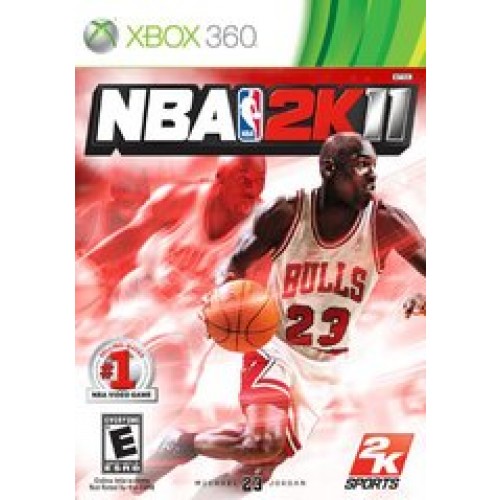 XBOX 360
NBA 2K11
BULLS
23
#1
NBA VIDEO GAME
EVERYONE
E
ESRB
MICHAEL 23 JORDAN
2K
SPORTS